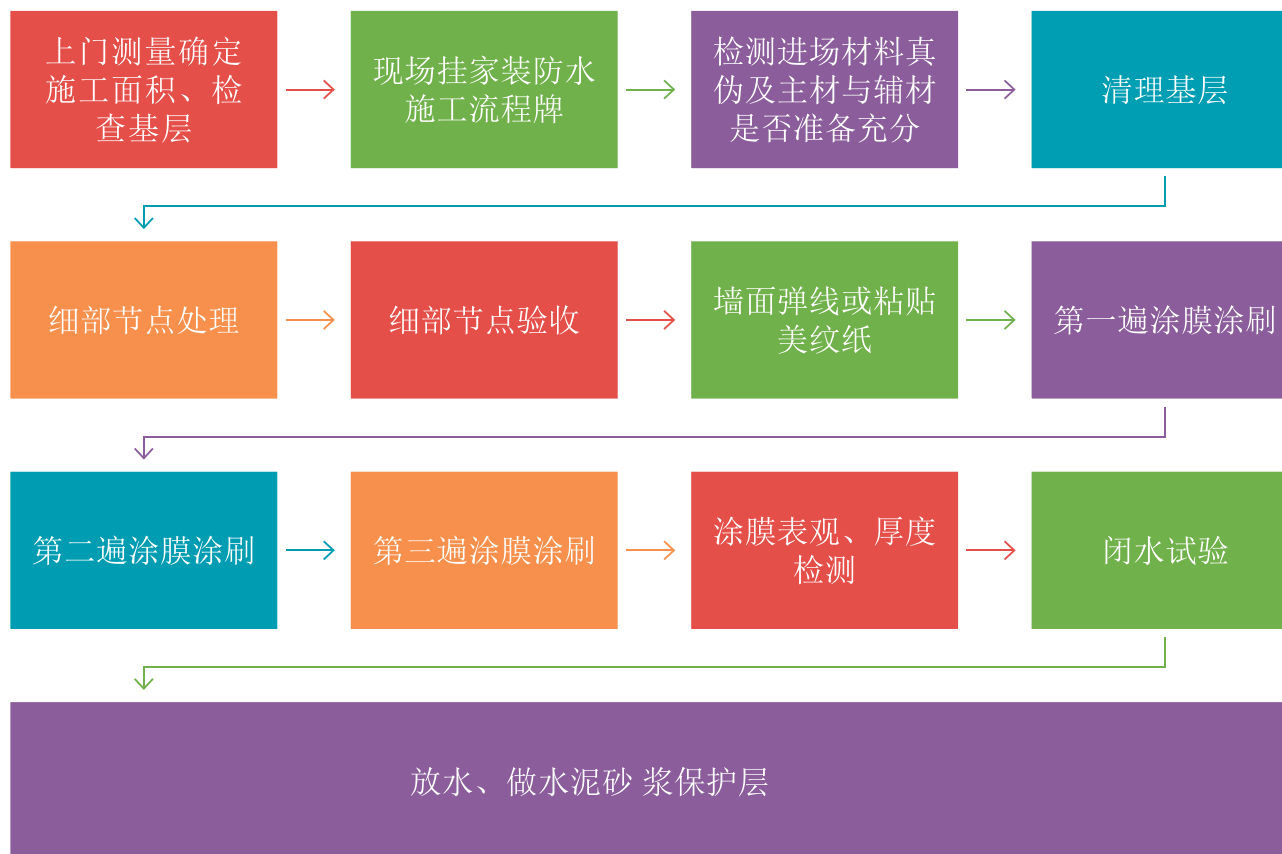 上门测量确定
施工面积、检
查基层
现场挂家装防水
施工流程牌
检测进场材料真
伪及主材与辅材
是否准备充分
清理基层
细部节点处理
细部节点验收
墙面弹线或粘贴
美纹纸
第一遍涂膜涂刷
第二遍涂膜涂刷
第三遍涂膜涂刷
涂膜表观、厚度
检测
闭水试验
放水、做水泥砂 浆保护层